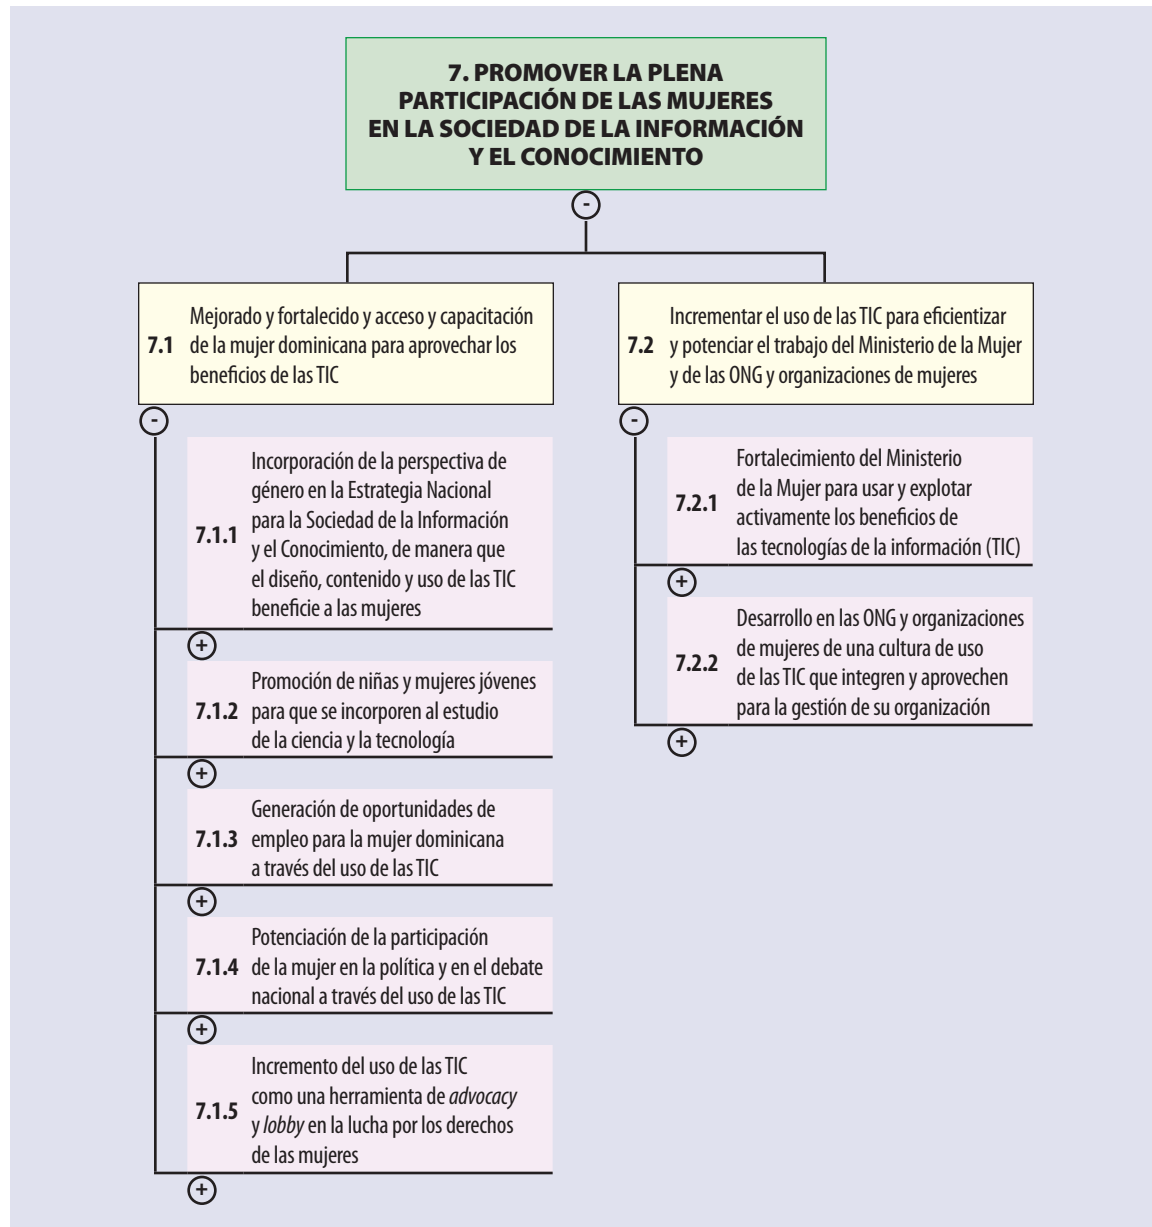 7. PROMOVER LA PLENA
PARTICIPACIÓN DE LAS MUJERES
EN LA SOCIEDAD DE LA INFORMACIÓN
Y EL CONOCIMIENTO
-
7.1
Mejorado y fortalecido y acceso y capacitación
de la mujer dominicana para aprovechar los
beneficios de las TIC
-
7.1.1
Incorporación de la perspectiva de
género en la Estrategia Nacional
para la Sociedad de la Información
y el Conocimiento, de manera que
el diseño, contenido y uso de las TIC
beneficie a las mujeres
+
7.1.2
Promoción de niñas y mujeres jóvenes
para que se incorporen al estudio
de la ciencia y la tecnología
+
7.1.3
Generación de oportunidades de
empleo para la mujer dominicana
a través del uso de las TIC
+
7.1.4
Potenciación de la participación
de la mujer en la política y en el debate
nacional a través del uso de las TIC
+
7.1.5
Incremento del uso de las TIC
como una herramienta de advocacy
y lobby en la lucha por los derechos
de las mujeres
+
7.2
Incrementar el uso de las TIC para eficientizar
y potenciar el trabajo del Ministerio de la Mujer
y de las ONG y organizaciones de mujeres
-
7.2.1
Fortalecimiento del Ministerio
de la Mujer para usar y explotar
activamente los beneficios de
las tecnologías de la información (TIC)
+
7.2.2
Desarrollo en las ONG y organizaciones
de mujeres de una cultura de uso
de las TIC que integren y aprovechen
para la gestión de su organización
+